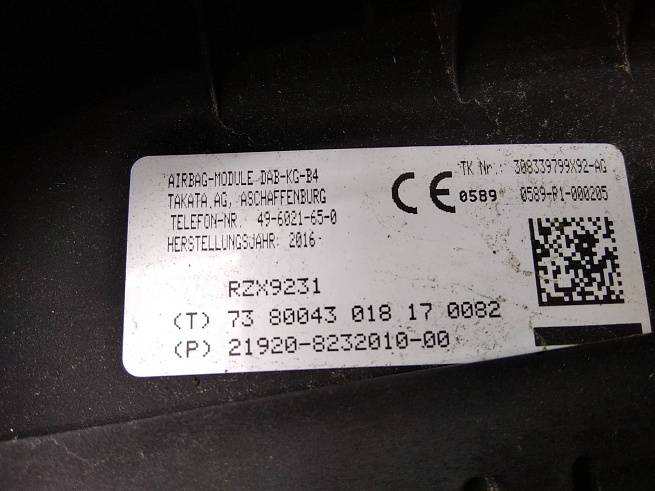 AIRBAG-MODULE DAB-KG-B4
TAKATA AG, ASCHAFFENBURG
TELEFON-NR. 49-6021-65-0
HERSTELLUNGSJAHR: 2016
CE 0589
TK Nr.: 308339799X92-AG
0589-P1-000205
RZX9231
(T) 73 80043 018 17 0082
(P) 21920-8232010-00